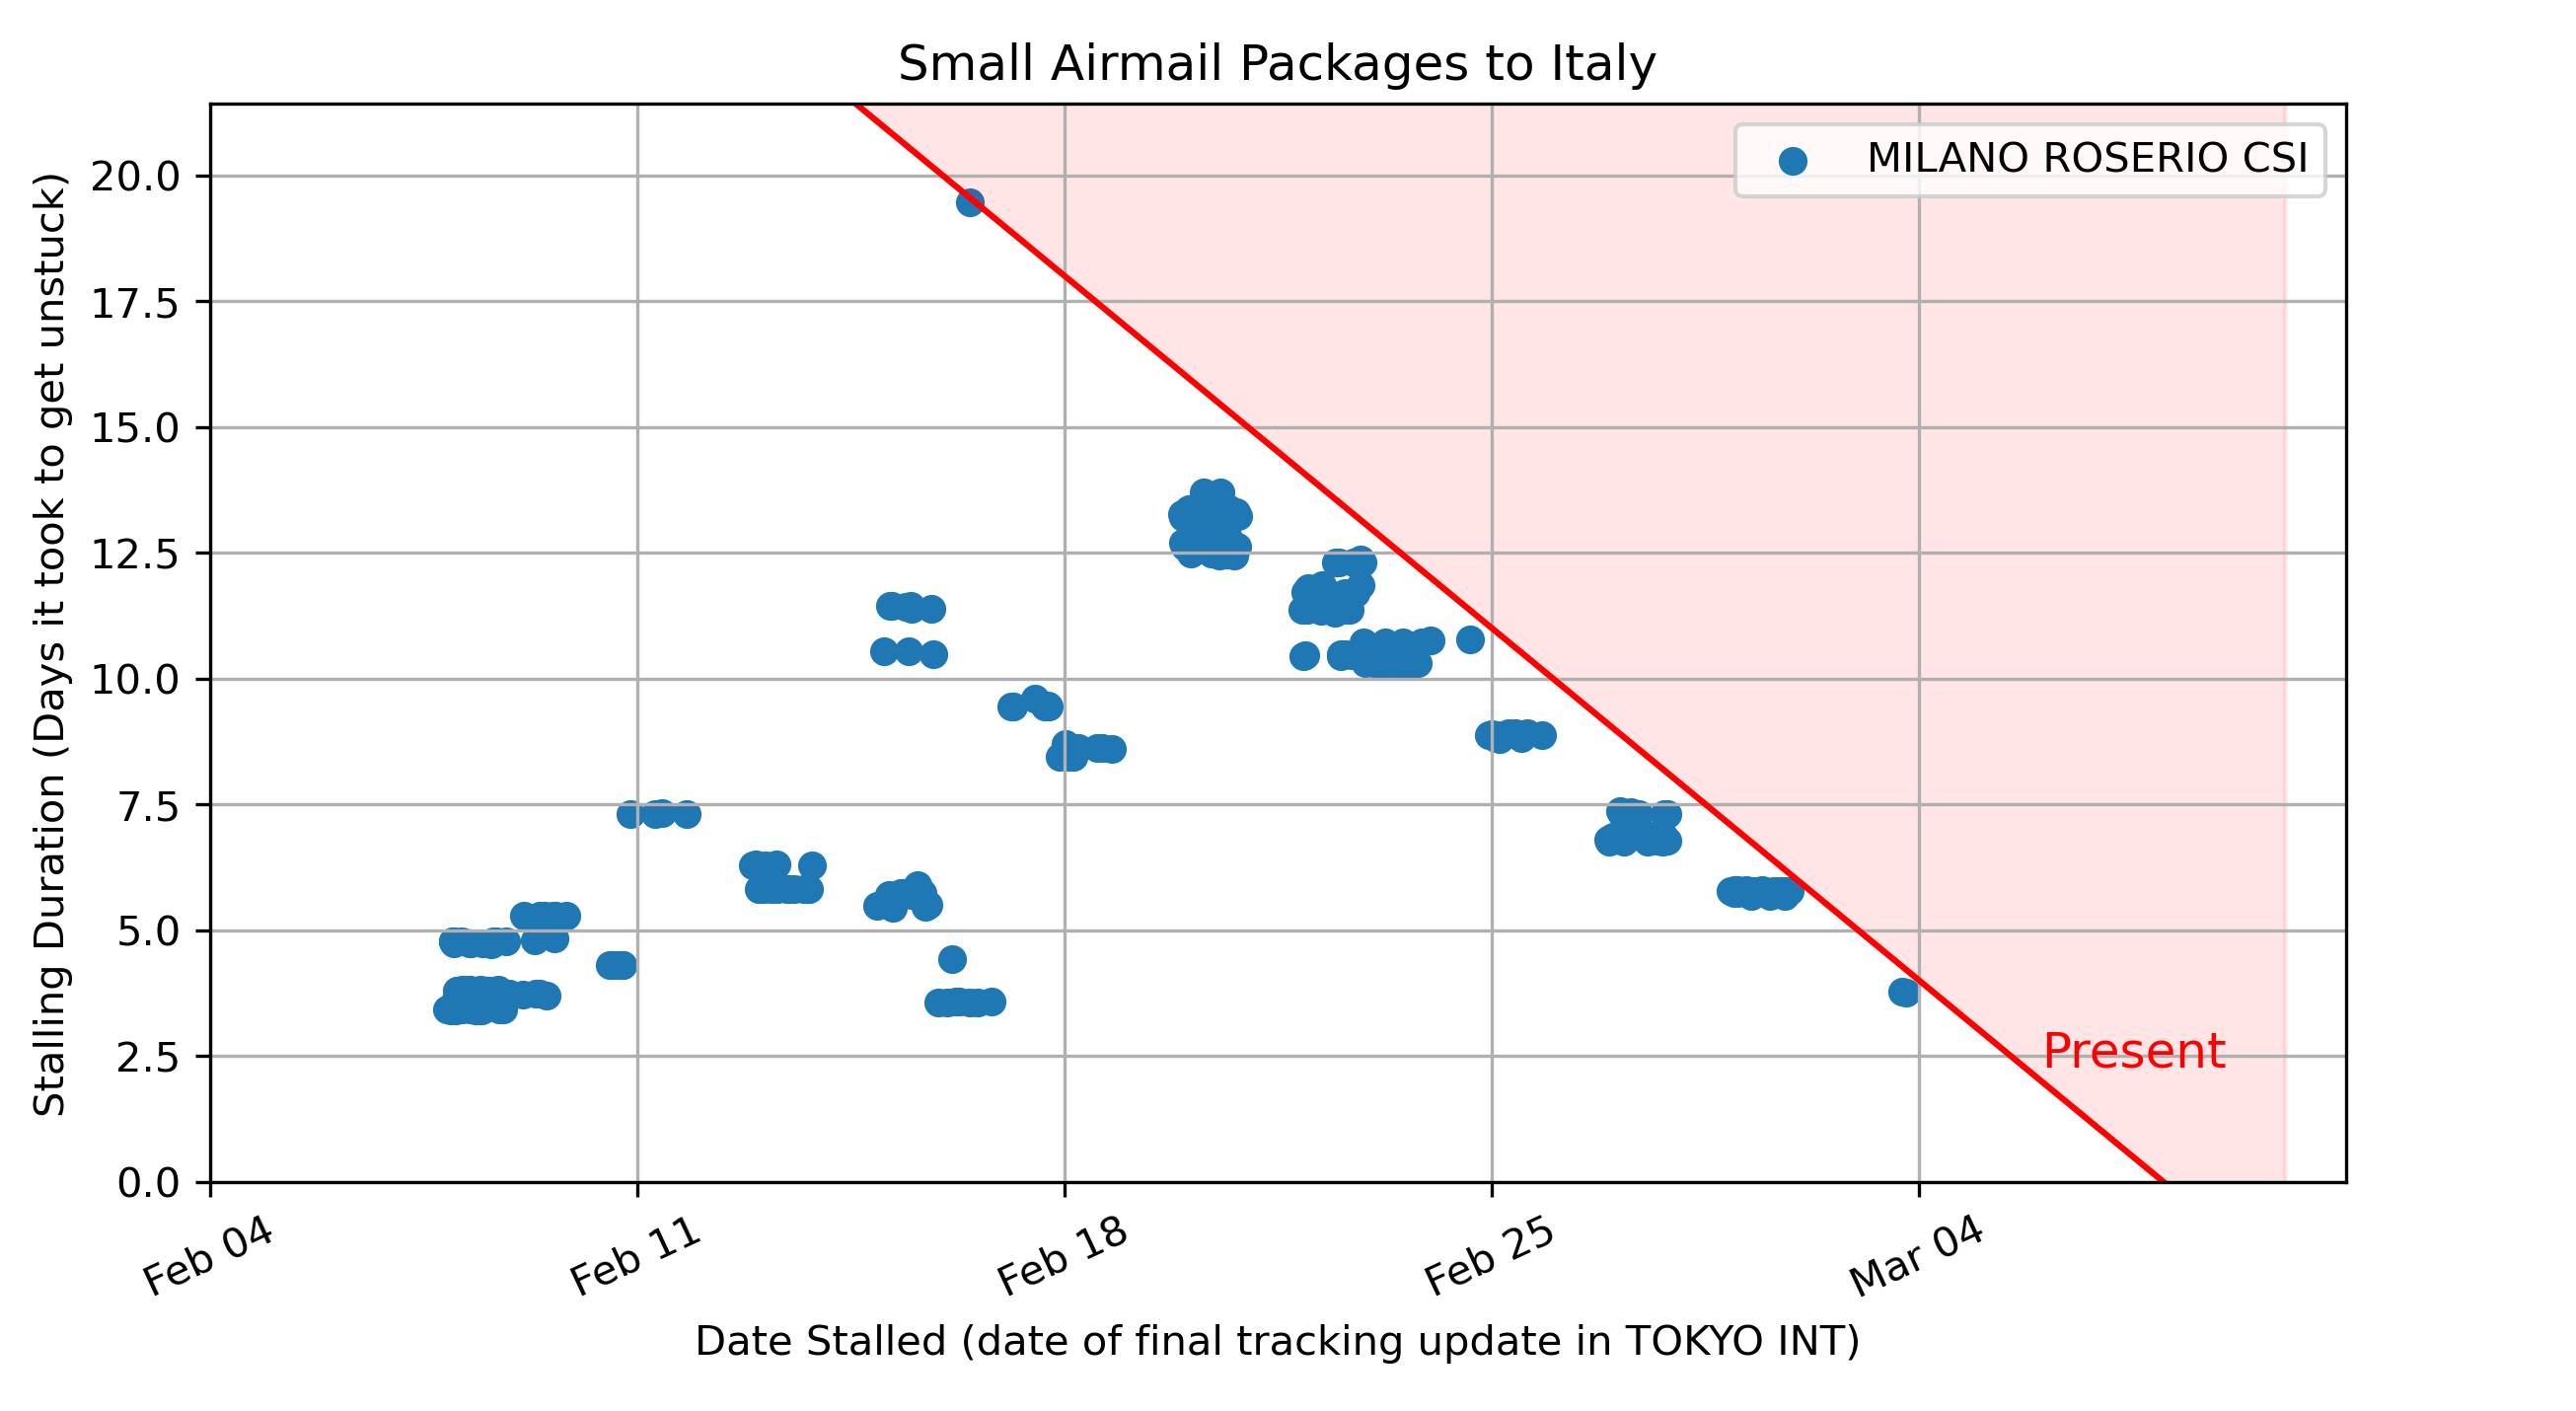 Small Airmail Packages to Italy
MILANO ROSERIO CSI
Stalling Duration (Days it took to get unstuck)
20.0
17.5
15.0
12.5
10.0
7.5
5.0
2.5
0.0
Present
Feb 04
Feb 11
Feb 18
Feb 25
Mar 04
Date Stalled (date of final tracking update in TOKYO INT)